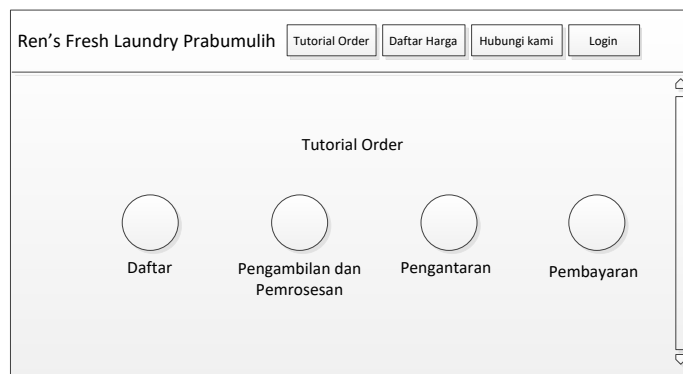 Ren's Fresh Laundry Prabumulih
Tutorial Order
Daftar Harga
Hubungi kami
Login
Tutorial Order
Daftar
Pengambilan dan
Pemrosesan
Pengantaran
Pembayaran